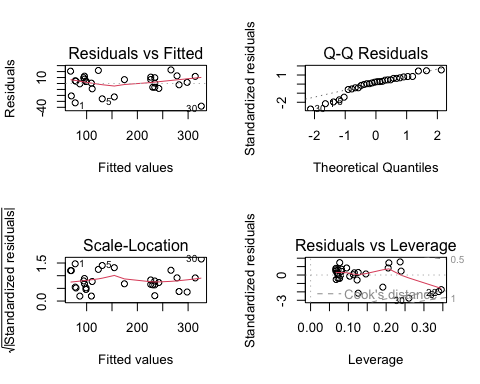 Residuals vs Fitted
Residuals
10
-40
1
5
30
100 200 300
Fitted values
Q-Q Residuals
Standardized residuals
1
-2
30
-2 -1 0 1 2
Theoretical Quantiles
Scale-Location
√|Standardized residuals|
1.5
0.0
1
5
30
100 200 300
Fitted values
Residuals vs Leverage
Standardized residuals
0
-3
Cook's distance
30
0.5
1
0.00 0.10 0.20 0.30
Leverage